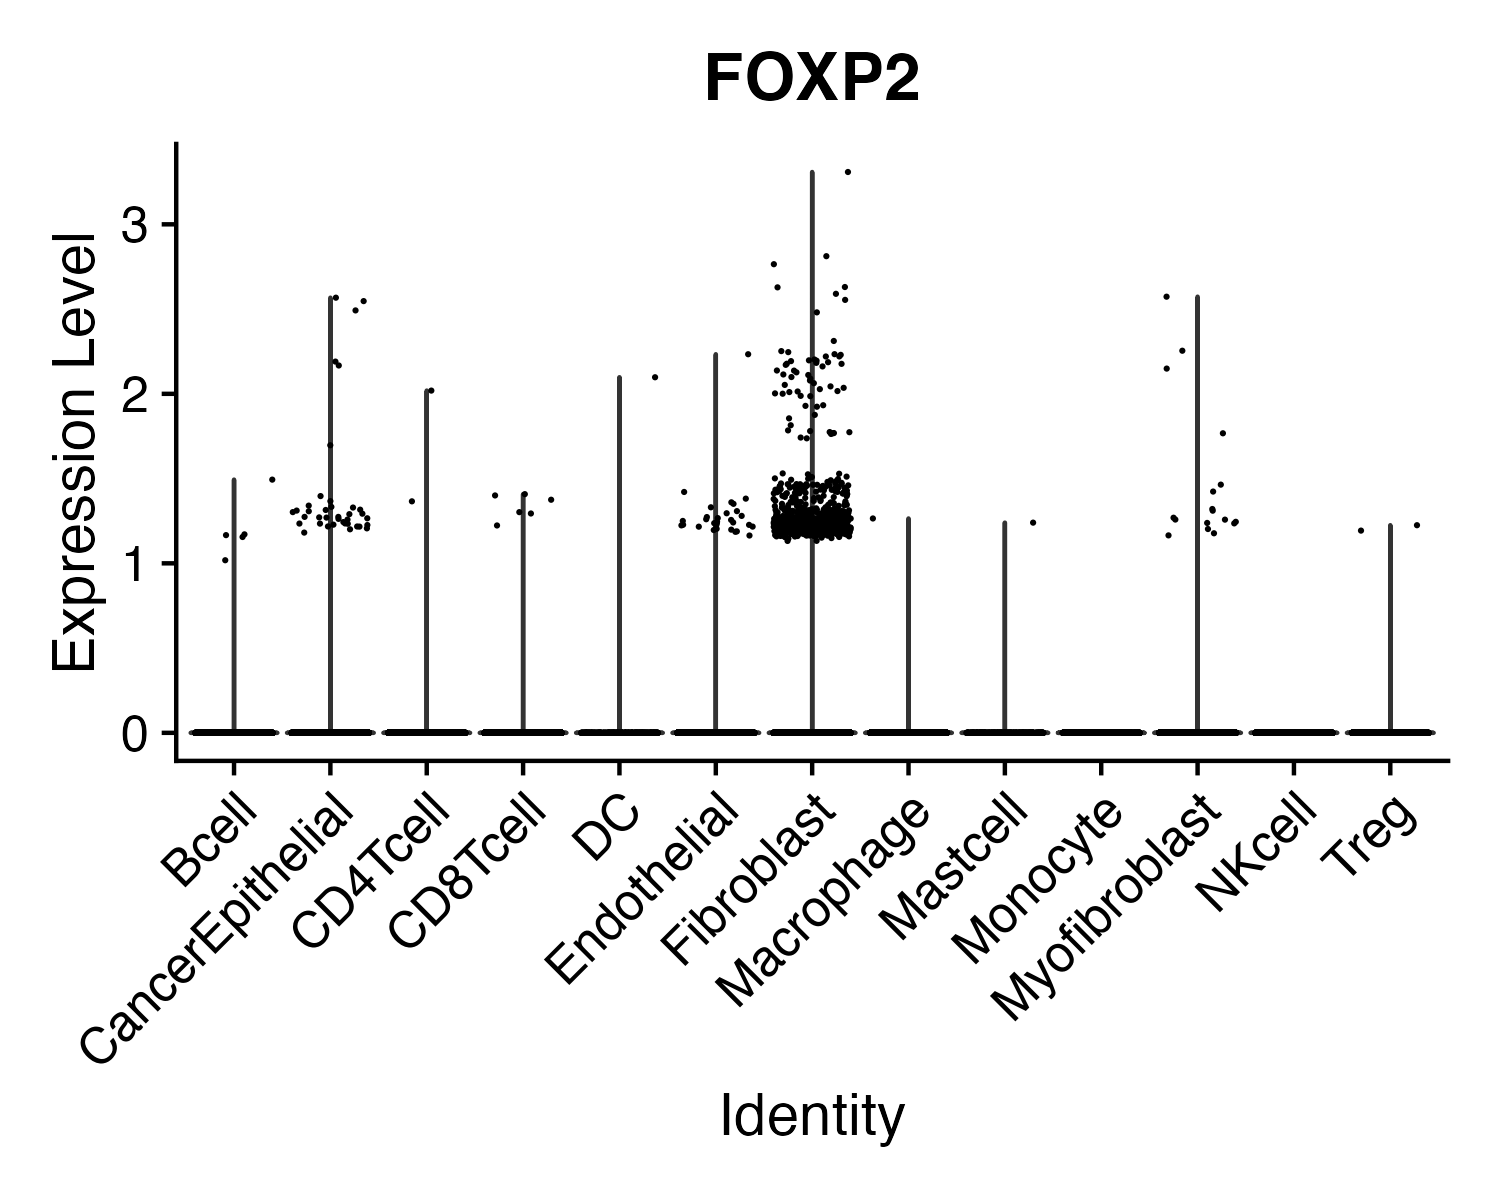 FOXP2
Expression Level
3
2
1
0
Bcell
CancerEpithelial
CD4Tcell
CD8Tcell
DC
Endothelial
Fibroblast
Macrophage
Mastcell
Monocyte
Myofibroblast
NKcell
Treg
Identity